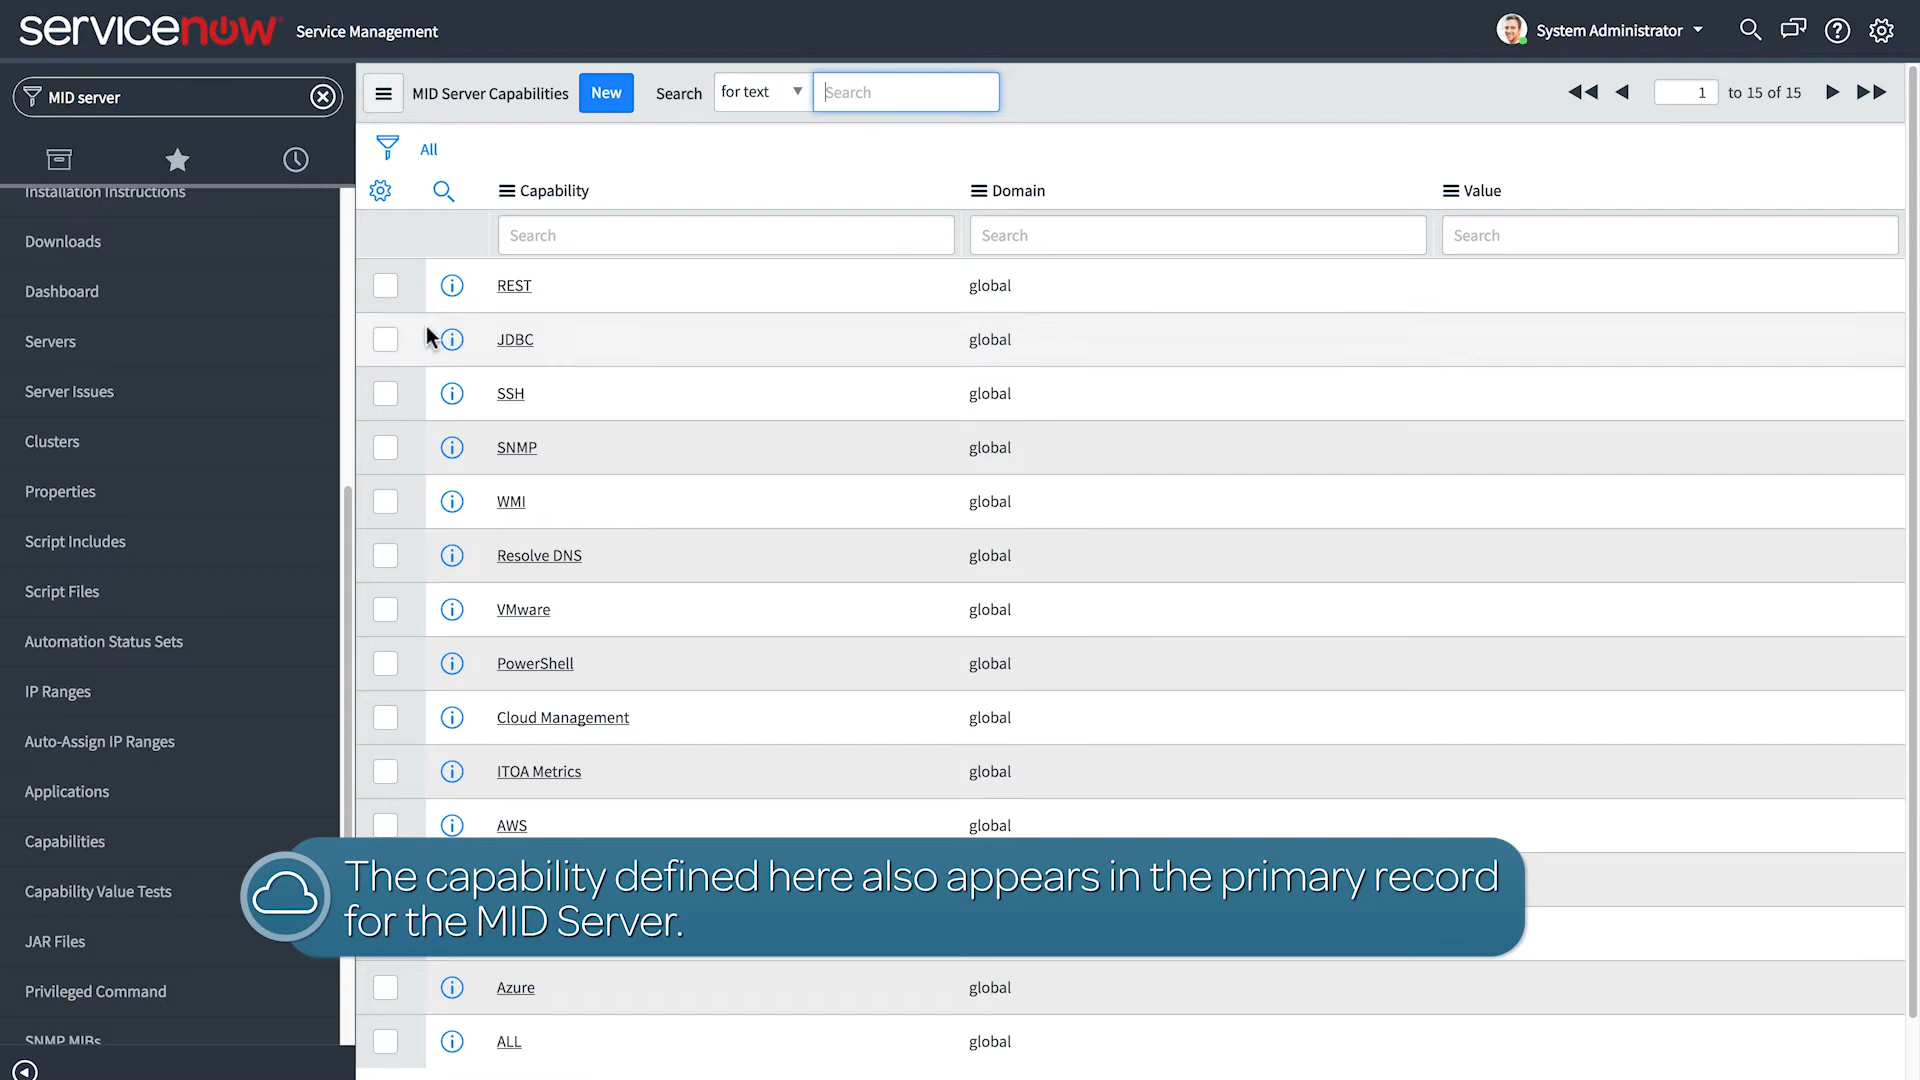 servicenow Service Management
System Administrator
MID server
MID Server Capabilities New Search for text Search 1 to 15 of 15
All
Capability Domain Value
Search Search Search
Installation Instructions
Downloads
Dashboard
Servers
Server Issues
Clusters
Properties
Script Includes
Script Files
Automation Status Sets
IP Ranges
Auto-Assign IP Ranges
Applications
Capabilities
Capability Value Tests
JAR Files
Privileged Command
SNMP MIBs
REST global
JDBC global
SSH global
SNMP global
WMI global
Resolve DNS global
VMware global
PowerShell global
Cloud Management global
ITOA Metrics global
AWS global
Azure global
ALL global
The capability defined here also appears in the primary record
for the MID Server.